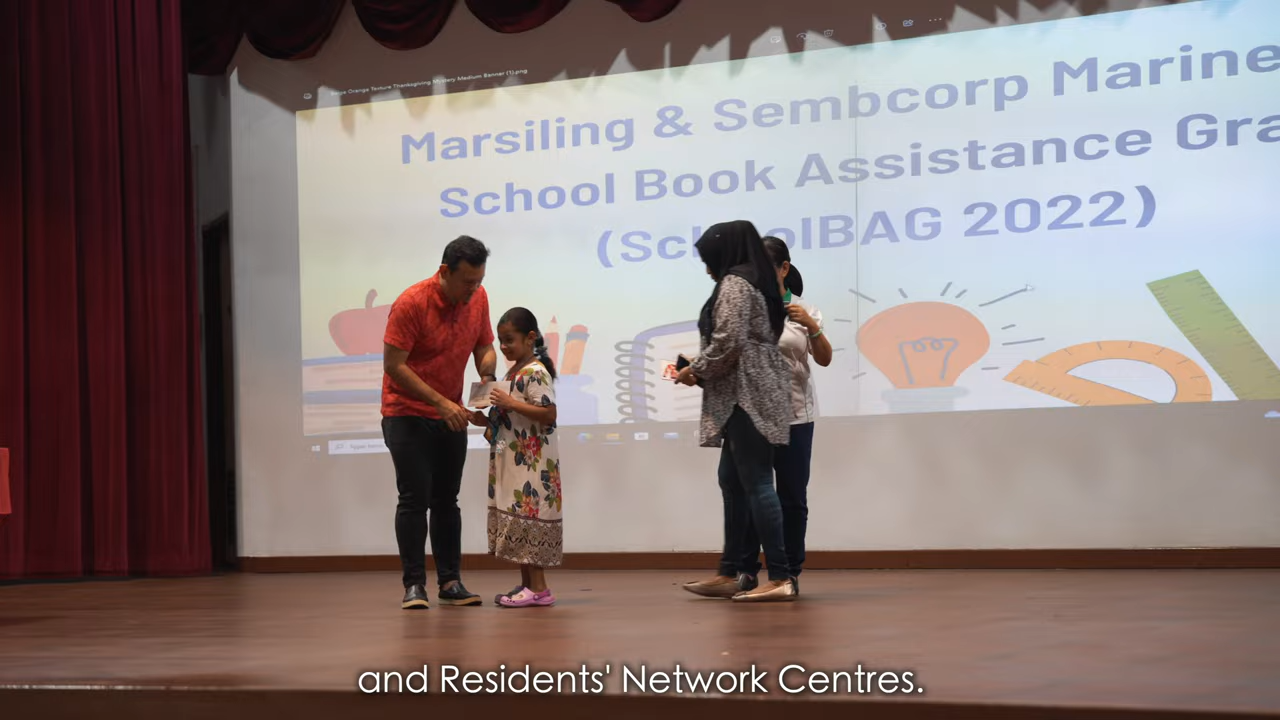 Marsiling & Sembcorp Marine
School Book Assistance Gra
(SchoolBAG 2022)
and Residents' Network Centres.